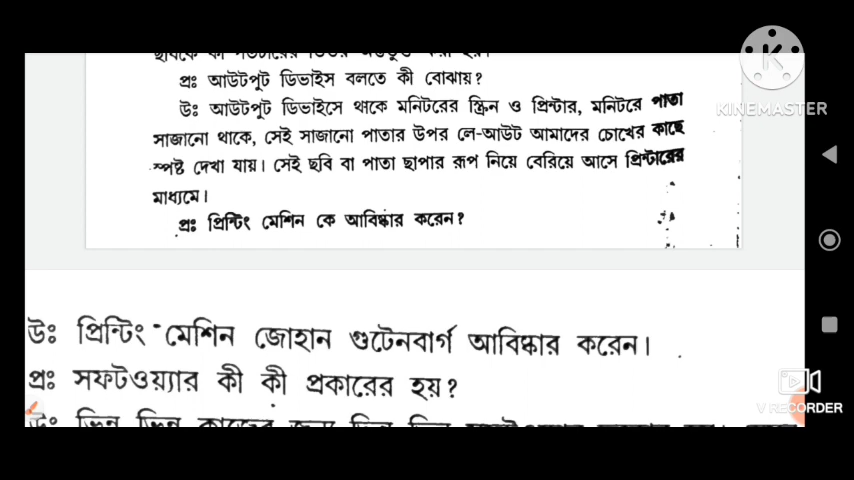 প্রঃ আউটপুট ডিভাইস বলতে কী বোঝায়?
উঃ আউটপুট ডিভাইসে থাকে মনিটরের স্ক্রিন ও প্রিন্টার, মনিটরে পাতা
সাজানো থাকে, সেই সাজানো পাতার উপর লে-আউট আমাদের চোখের কাছে
স্পষ্ট দেখা যায়। সেই ছবি বা পাতা ছাপার রূপ নিয়ে বেরিয়ে আসে প্রিন্টারের
মাধ্যমে।
প্রঃ প্রিন্টিং মেশিন কে আবিষ্কার করেন?
উঃ প্রিন্টিং মেশিন জোহান গুটেনবার্গ আবিষ্কার করেন।
প্রঃ সফটওয়্যার কী কী প্রকারের হয়?
উঃ ভিন্ন ভিন্ন কাজের জন্য ভিন্ন ভিন্ন
K
KINEMASTER
V RECORDER